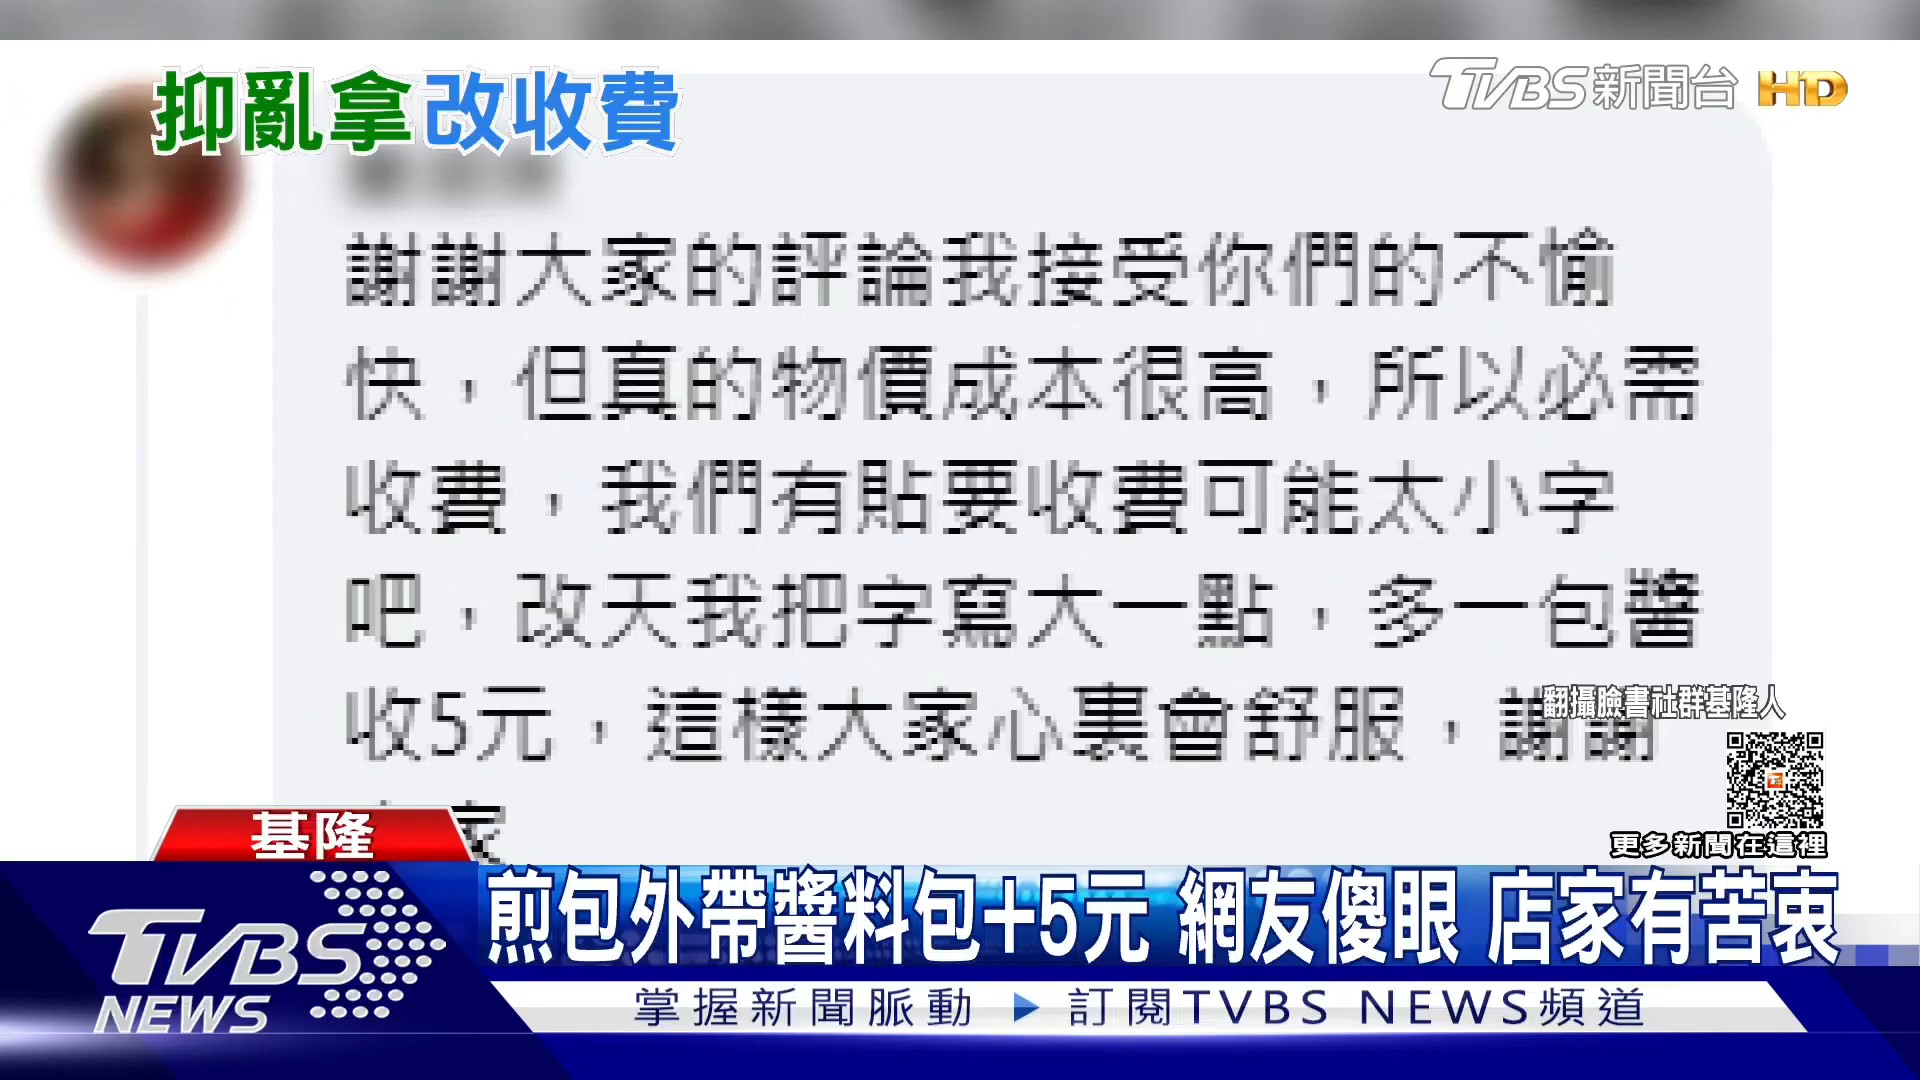 抑亂拿改收費
TVBS新聞台 HD
謝謝大家的評論我接受你們的不愉
快，但真的物價成本很高，所以必需
收費，我們有貼要收費可能太小字
吧，改天我把字寫大一點，多一包醬
收5元，這樣大家心裏會舒服，謝謝
家
翻攝臉書社群基隆人
更多新聞在這裡
基隆
煎包外帶醬料包+5元 網友傻眼 店家有苦衷
TVBS NEWS
掌握新聞脈動 ▶ 訂閱TVBS NEWS頻道